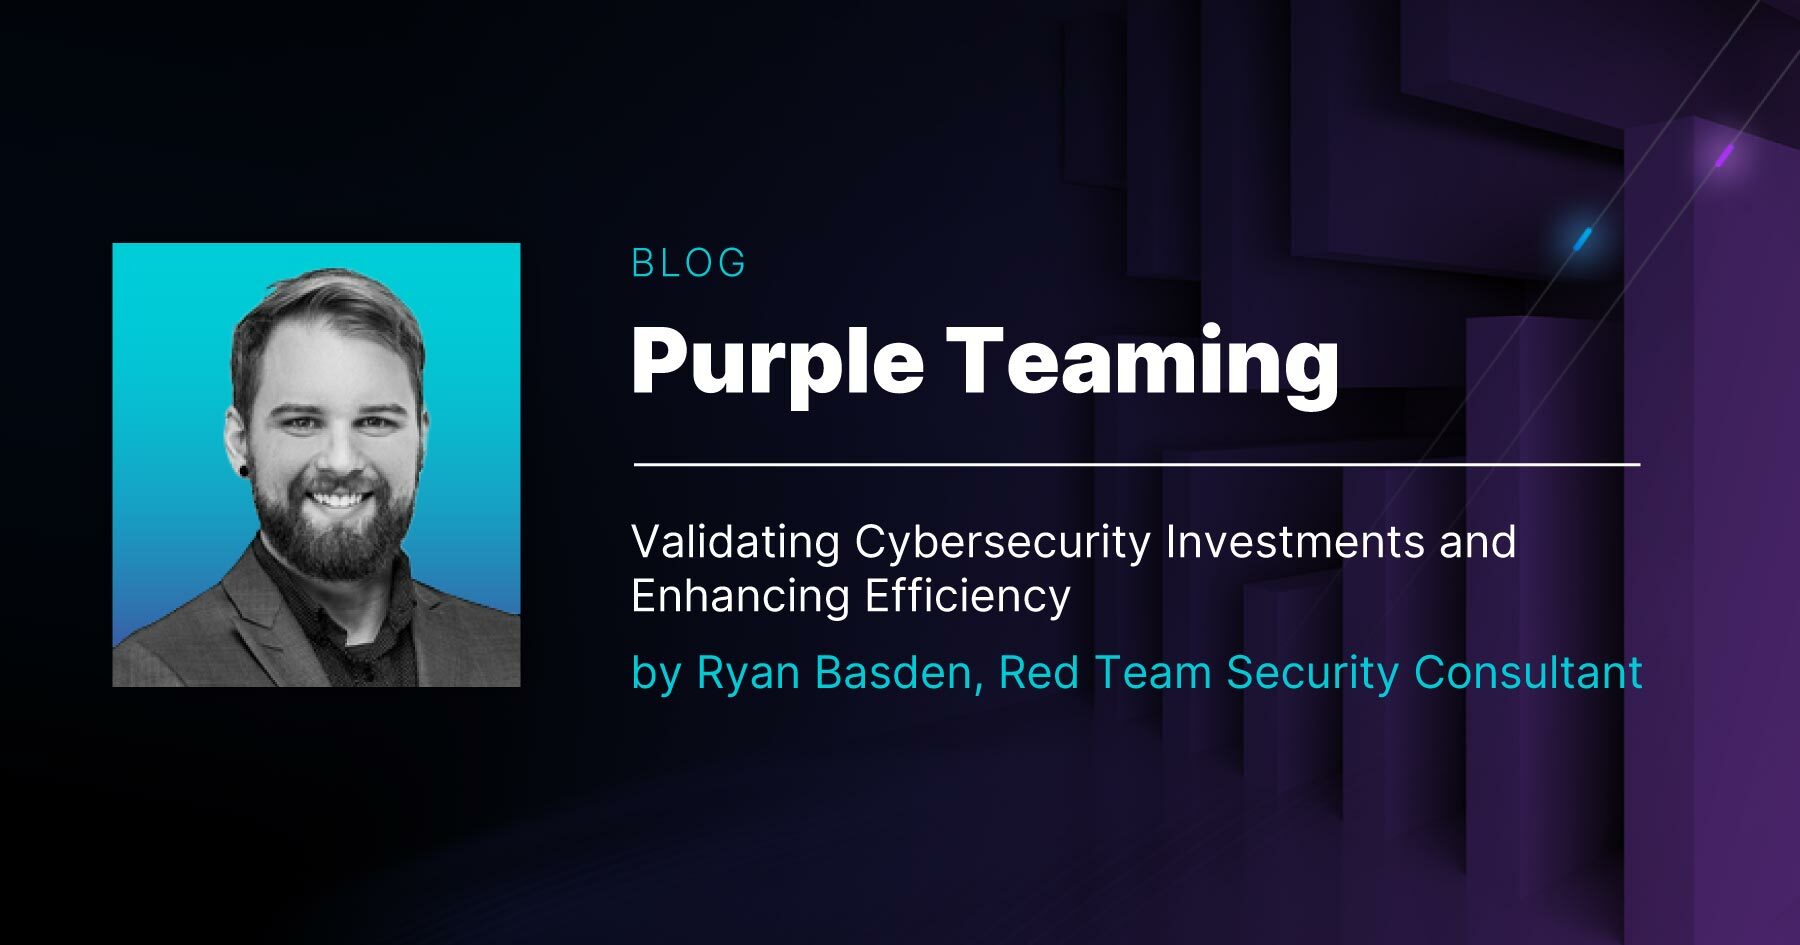 BLOG
Purple Teaming
Validating Cybersecurity Investments and
Enhancing Efficiency
by Ryan Basden, Red Team Security Consultant